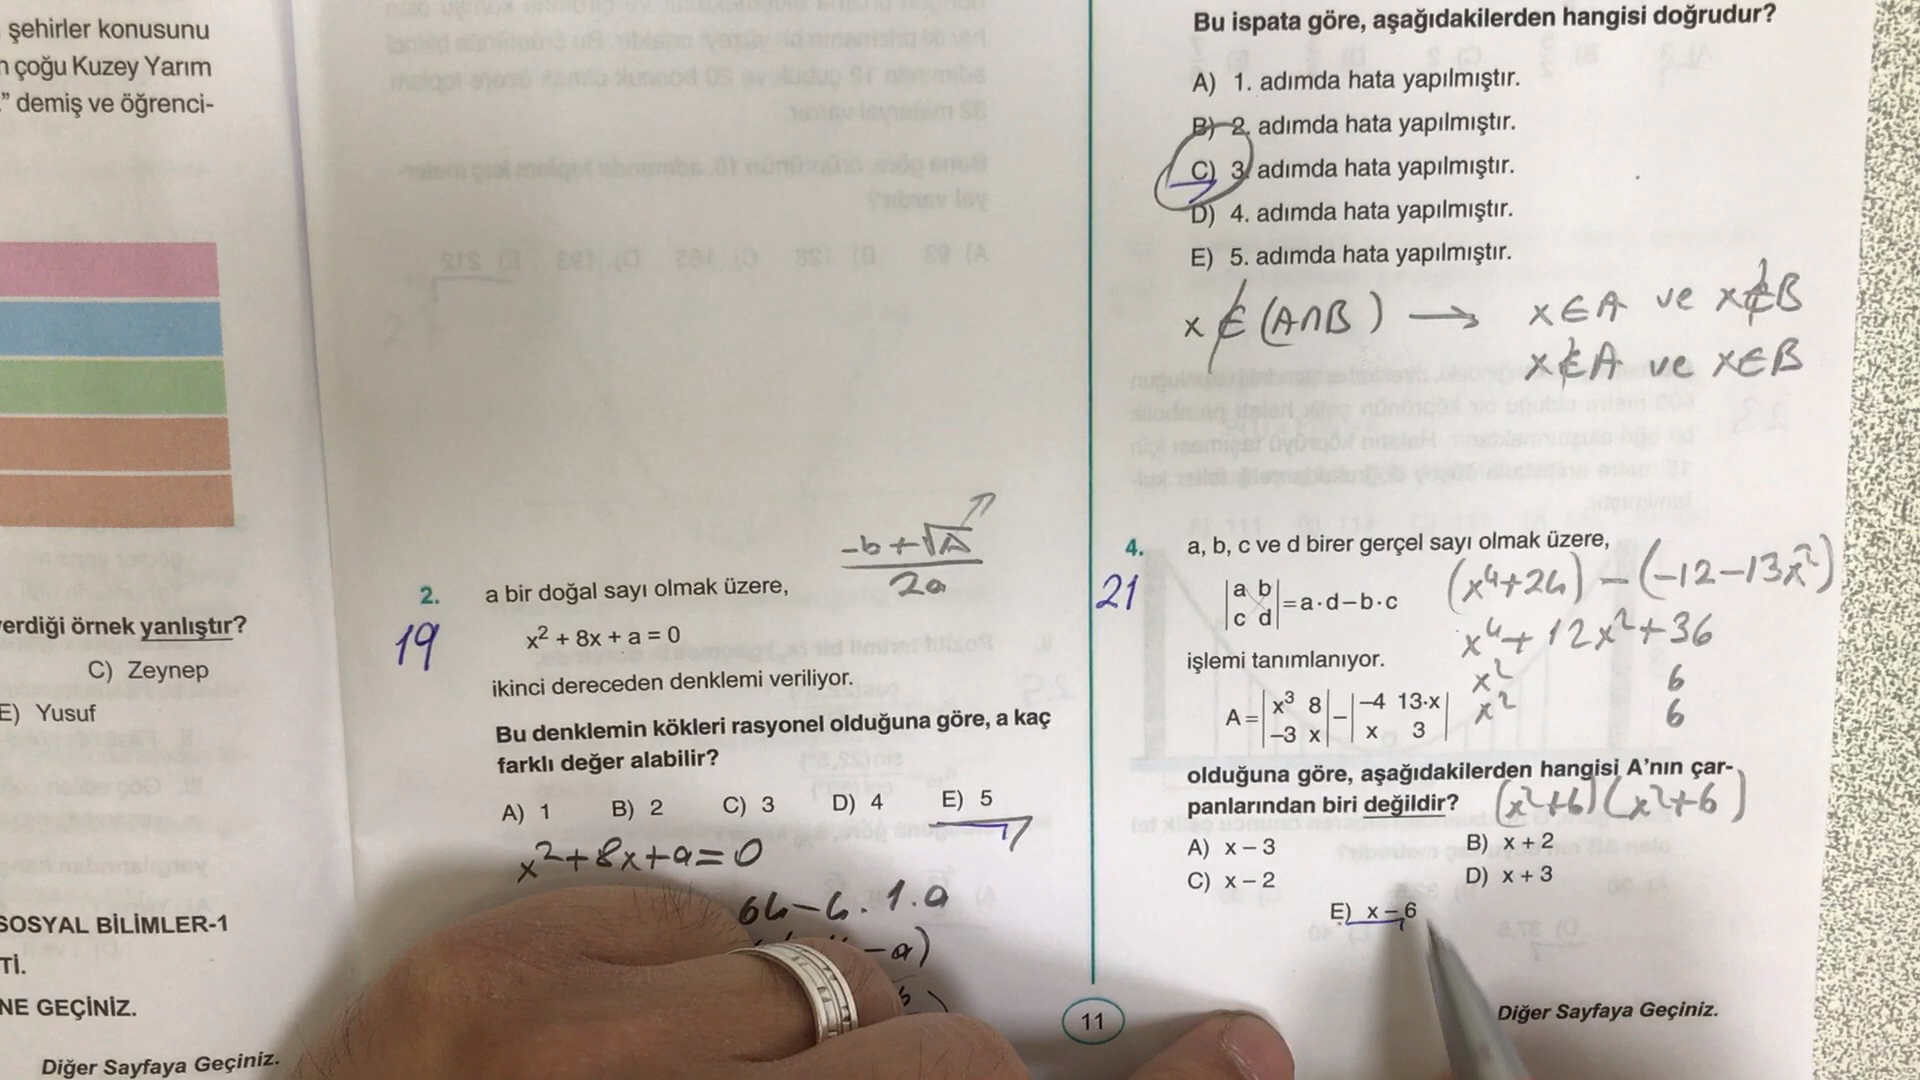 şehirler konusunu
çoğu Kuzey Yarım
" demiş ve öğrenci-
verdiği örnek yanlıştır?
C) Zeynep
E) Yusuf
SOSYAL BİLİMLER-1
Tİ.
NE GEÇİNİZ.
Diğer Sayfaya Geçiniz.
-b+√Δ
2a
2. a bir doğal sayı olmak üzere,
19
x² + 8x + a = 0
ikinci dereceden denklemi veriliyor.
Bu denklemin kökleri rasyonel olduğuna göre, a kaç
farklı değer alabilir?
A) 1 B) 2 C) 3 D) 4 E) 5
x²+8x+a=0
64-4.1.a
-a)
Bu ispata göre, aşağıdakilerden hangisi doğrudur?
A) 1. adımda hata yapılmıştır.
B) 2. adımda hata yapılmıştır.
C) 3. adımda hata yapılmıştır.
D) 4. adımda hata yapılmıştır.
E) 5. adımda hata yapılmıştır.
x∉(A∩B) → x∈A ve x∉B
x∉A ve x∈B
4. a, b, c ve d birer gerçel sayı olmak üzere,
21
|a b|
|c d| = a·d – b·c
(x⁴+24) – (-12-13x²)
x⁴+12x²+36
işlemi tanımlanıyor.
x² 6
x² 6
A = |x³ 8| – |–4 13·x|
|–3 x| |x 3|
olduğuna göre, aşağıdakilerden hangisi A'nın çar-
panlarından biri değildir?
(x²+6)(x²+6)
A) x – 3 B) x + 2
C) x – 2 D) x + 3
E) x – 6
11
Diğer Sayfaya Geçiniz.